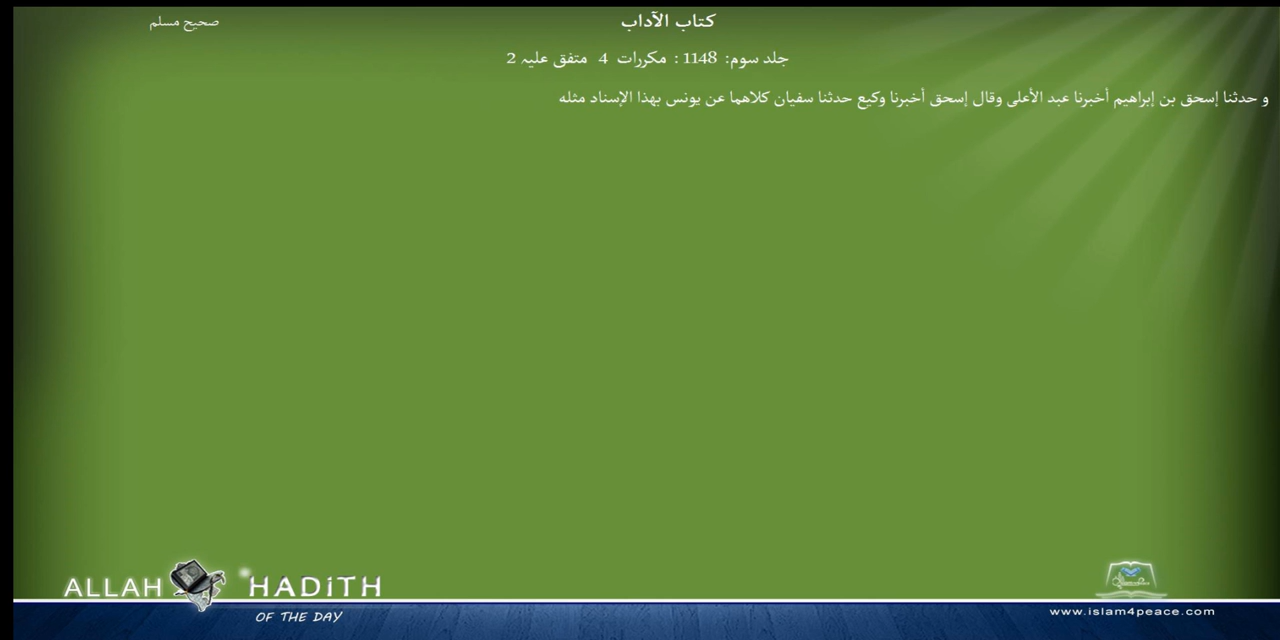 كتاب الآداب
صحيح مسلم
جلد سوم: 1148 : مکررات 4 متفق علیہ 2
و حدثنا إسحق بن إبراهيم أخبرنا عبد الأعلى وقال إسحق أخبرنا وكيع حدثنا سفيان كلاهما عن يونس بهذا الإسناد مثله
ALLAH HADITH
OF THE DAY
www.islam4peace.com